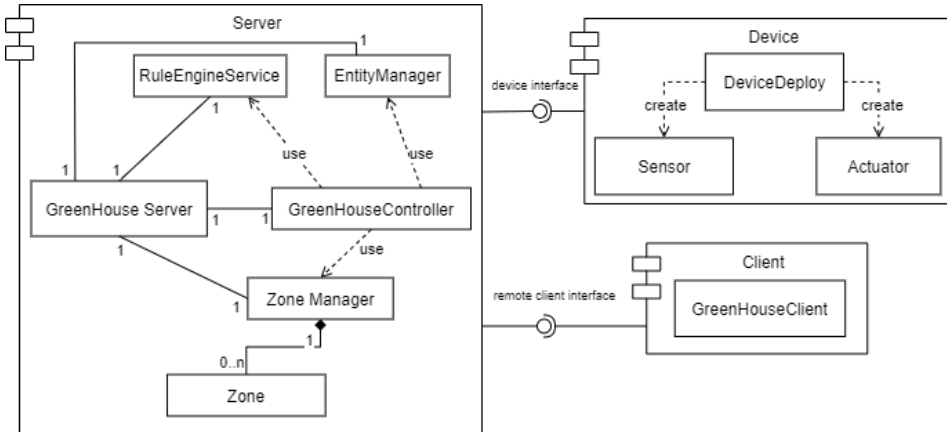 Server
1
RuleEngineService
EntityManager
1
use
use
1
1
GreenHouse Server
1
1
GreenHouseController
1
use
1
Zone Manager
1
0..n
Zone
device interface
Device
DeviceDeploy
create
create
Sensor
Actuator
remote client interface
Client
GreenHouseClient